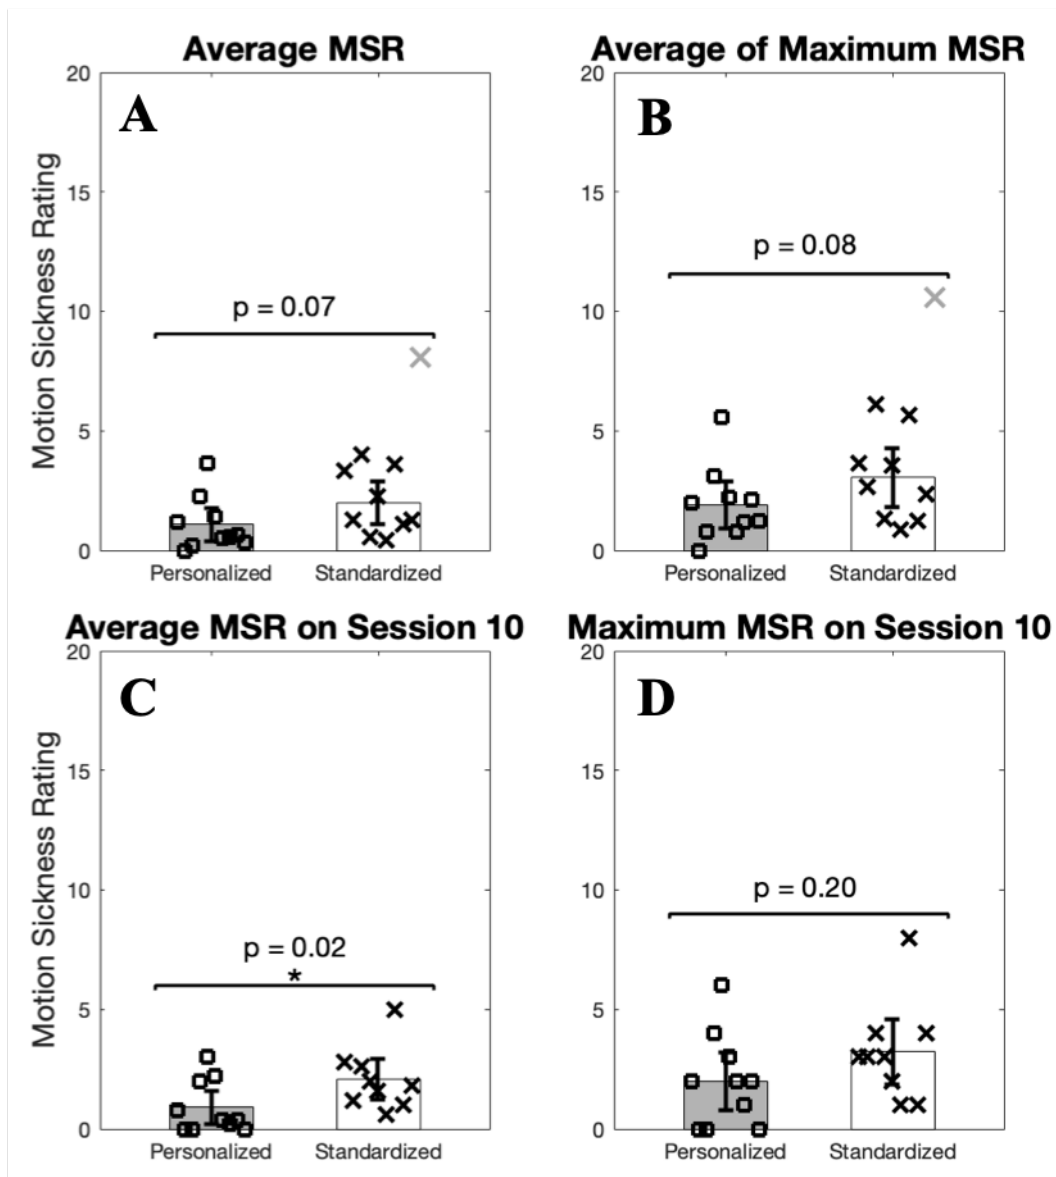 Average MSR
A
Motion Sickness Rating
20
15
10
5
0
p = 0.07
Personalized
Standardized
Average of Maximum MSR
B
20
15
10
5
0
p = 0.08
Personalized
Standardized
Average MSR on Session 10
C
Motion Sickness Rating
20
15
10
5
0
p = 0.02
*
Personalized
Standardized
Maximum MSR on Session 10
D
20
15
10
5
0
p = 0.20
Personalized
Standardized